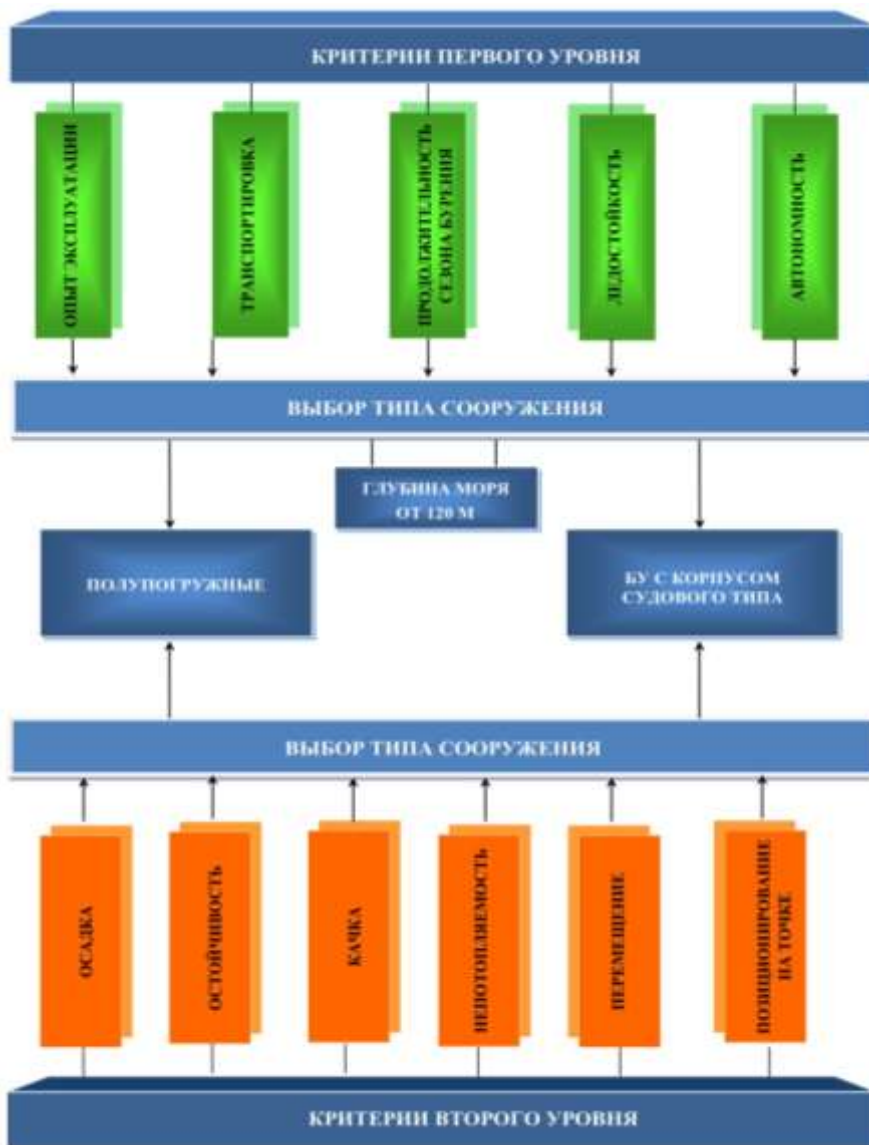 КРИТЕРИИ ПЕРВОГО УРОВНЯ
ОПЫТ ЭКСПЛУАТАЦИИ
ТРАНСПОРТИРОВКА
ПРОДОЛЖИТЕЛЬНОСТЬ
СЕЗОНА БУРЕНИЯ
ЛЕДОСТОЙКОСТЬ
АВТОНОМНОСТЬ
ВЫБОР ТИПА СООРУЖЕНИЯ
ГЛУБИНА МОРЯ
ОТ 120 М
ПОЛУПОГРУЖНЫЕ
БУ С КОРПУСОМ
СУДОВОГО ТИПА
ВЫБОР ТИПА СООРУЖЕНИЯ
ОСАДКА
ОСТОЙЧИВОСТЬ
КАЧКА
НЕПОТОПЛЯЕМОСТЬ
ПЕРЕМЕЩЕНИЕ
ПОЗИЦИОНИРОВАНИЕ
НА ТОЧКЕ
КРИТЕРИИ ВТОРОГО УРОВНЯ